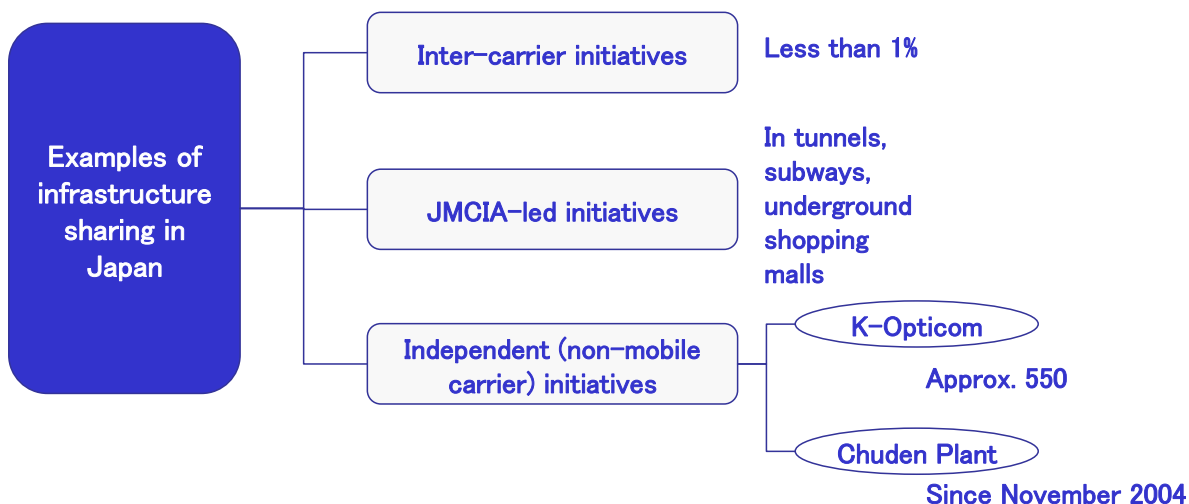 Examples of
infrastructure
sharing in
Japan
Inter-carrier initiatives
Less than 1%
JMCIA-led initiatives
In tunnels,
subways,
underground
shopping
malls
Independent (non-mobile
carrier) initiatives
K-Opticom
Approx. 550
Chuden Plant
Since November 2004